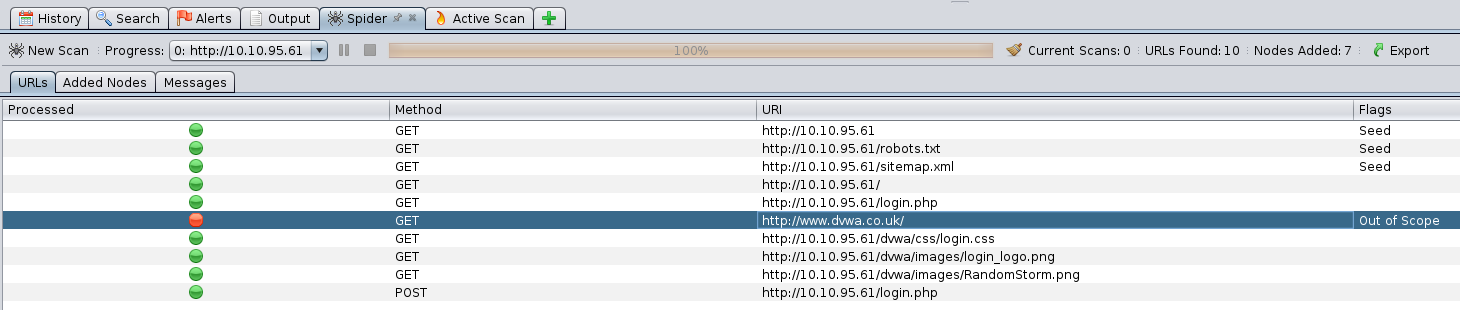 History Search Alerts Output Spider Active Scan
New Scan Progress: 0: http://10.10.95.61 100% Current Scans: 0 URLs Found: 10 Nodes Added: 7 Export
URLs Added Nodes Messages
Processed Method URI Flags
GET http://10.10.95.61 Seed
GET http://10.10.95.61/robots.txt Seed
GET http://10.10.95.61/sitemap.xml Seed
GET http://10.10.95.61/
GET http://10.10.95.61/login.php
GET http://www.dvwa.co.uk/ Out of Scope
GET http://10.10.95.61/dvwa/css/login.css
GET http://10.10.95.61/dvwa/images/login_logo.png
GET http://10.10.95.61/dvwa/images/RandomStorm.png
POST http://10.10.95.61/login.php